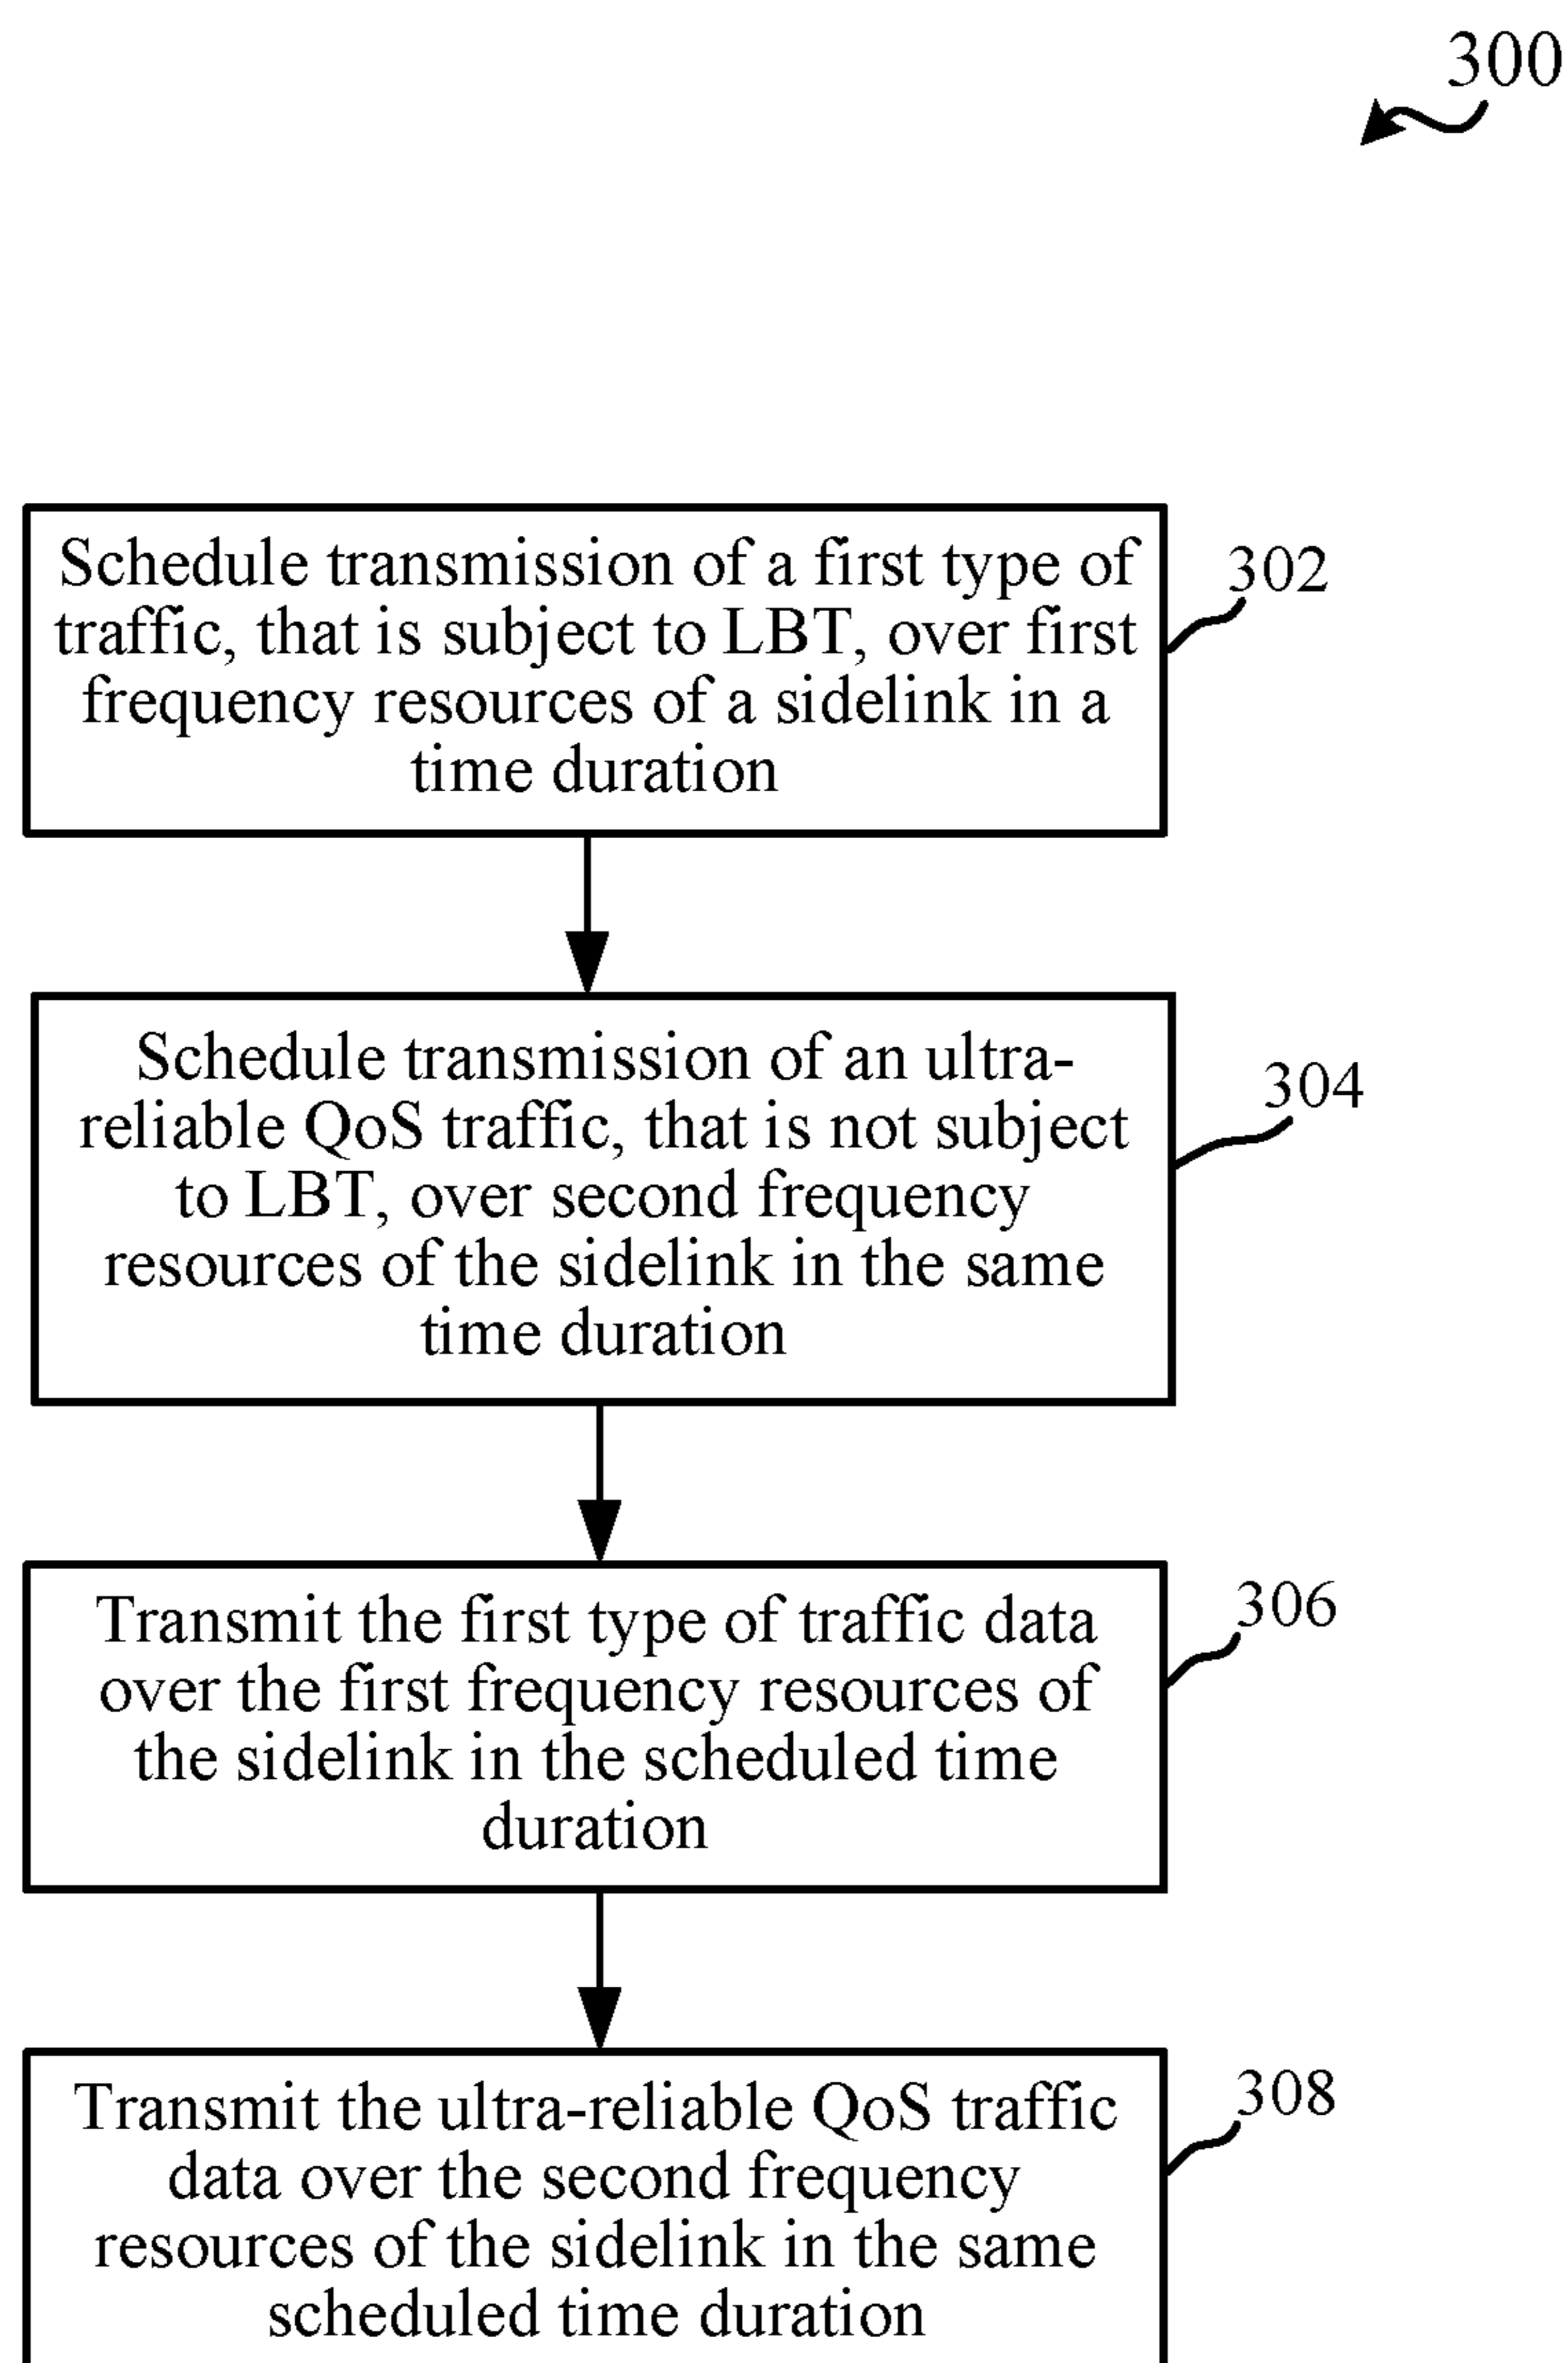 300
Schedule transmission of a first type of
traffic, that is subject to LBT, over first
frequency resources of a sidelink in a
time duration
302
Schedule transmission of an ultra-
reliable QoS traffic, that is not subject
to LBT, over second frequency
resources of the sidelink in the same
time duration
304
Transmit the first type of traffic data
over the first frequency resources of
the sidelink in the scheduled time
duration
306
Transmit the ultra-reliable QoS traffic
data over the second frequency
resources of the sidelink in the same
scheduled time duration
308